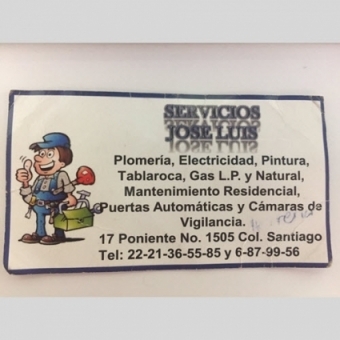 SERVICIOS
JOSE LUIS
Plomería, Electricidad, Pintura,
Tablaroca, Gas L.P. y Natural,
Mantenimiento Residencial,
Puertas Automáticas y Cámaras de
Vigilancia.
17 Poniente No. 1505 Col. Santiago
Tel: 22-21-36-55-85 y 6-87-99-56